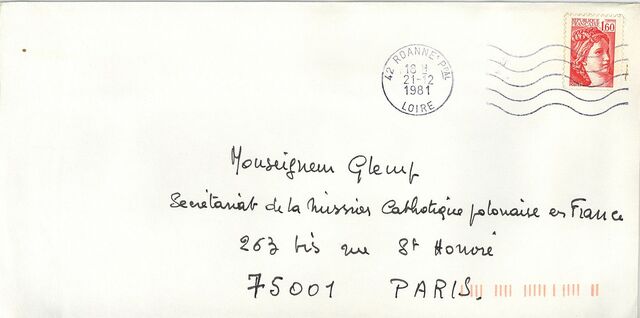 REPUBLIQUE
FRANÇAISE
1,60
42 ROANNE-PPAL
18 H
21-12
1981
LOIRE
Monseigneur Glemp
Secrétariat de la mission Catholique polonaise en France
263 bis rue St Honoré
75001 PARIS.